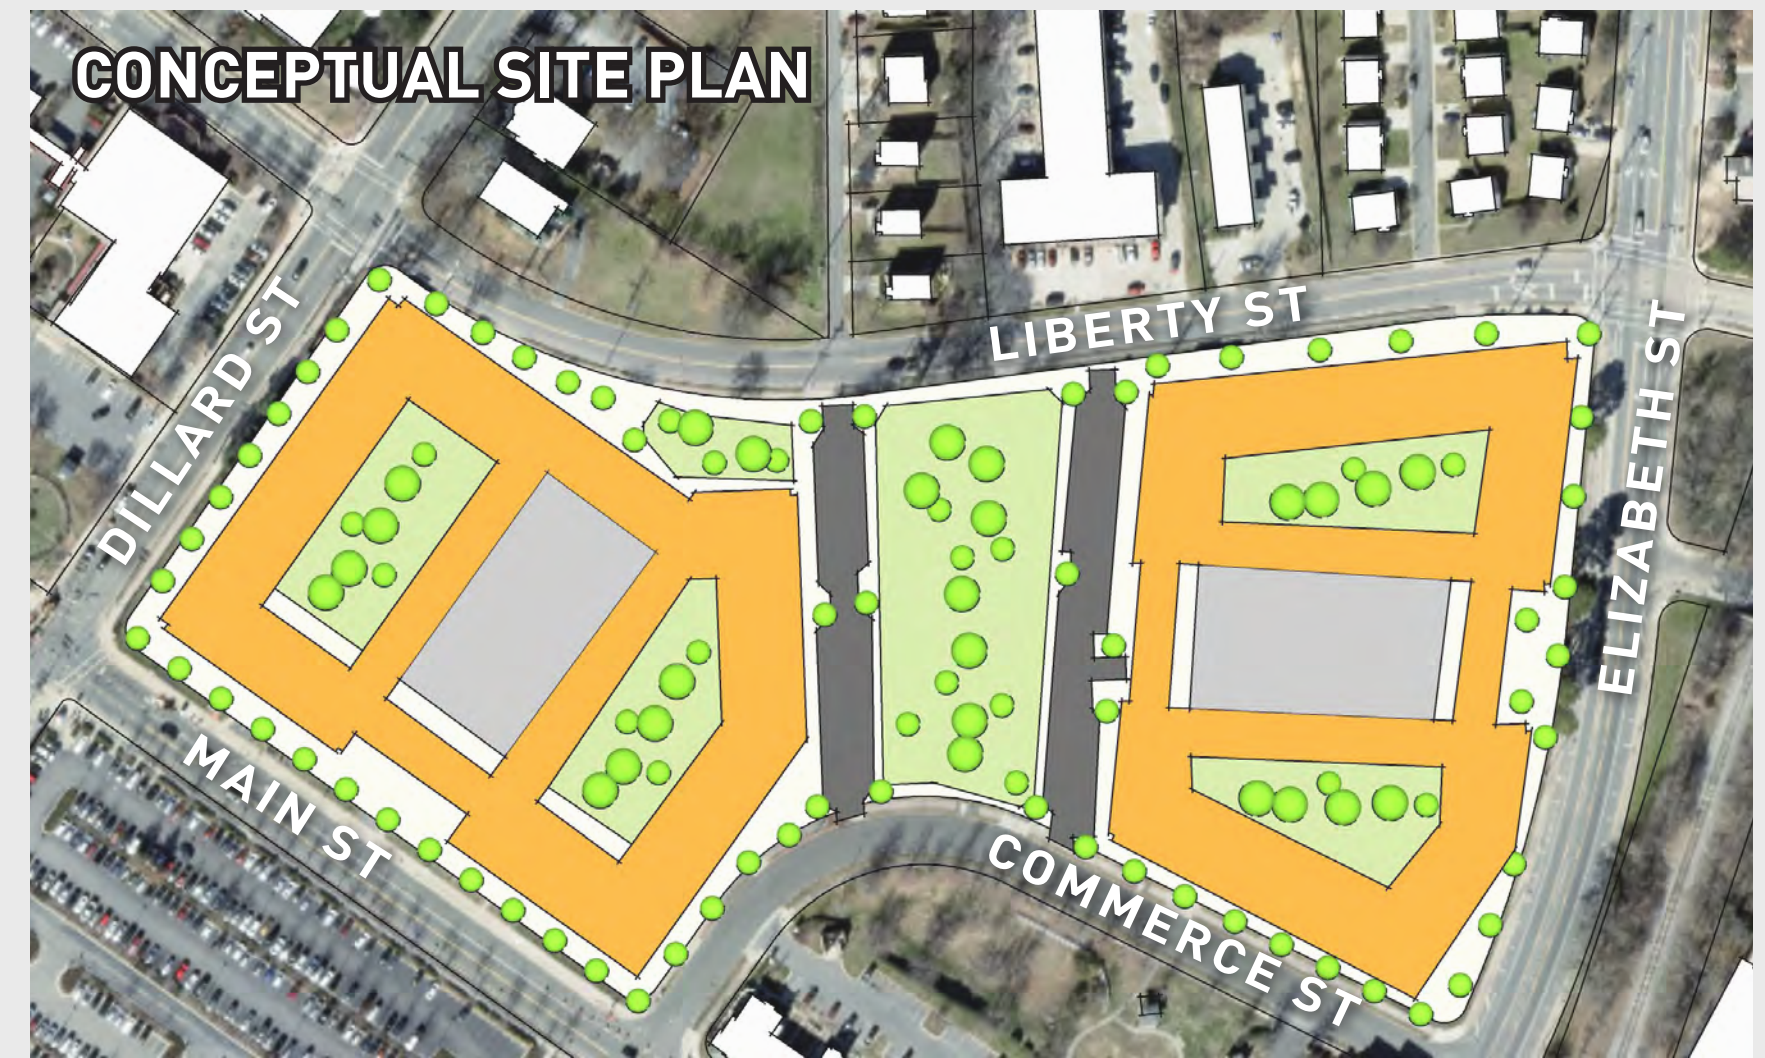 CONCEPTUAL SITE PLAN
LIBERTY ST
DILLARD ST
ELIZABETH ST
MAIN ST
COMMERCE ST